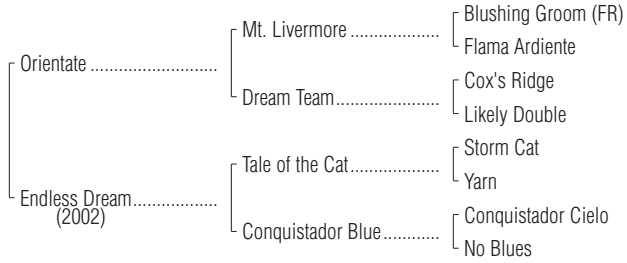 Blushing Groom (FR)
Mt. Livermore ....................
Flama Ardiente
Orientate ............................
Cox's Ridge
Dream Team.......................
Likely Double
Storm Cat
Tale of the Cat....................
Yarn
Endless Dream...................
(2002)
Conquistador Cielo
Conquistador Blue............
No Blues